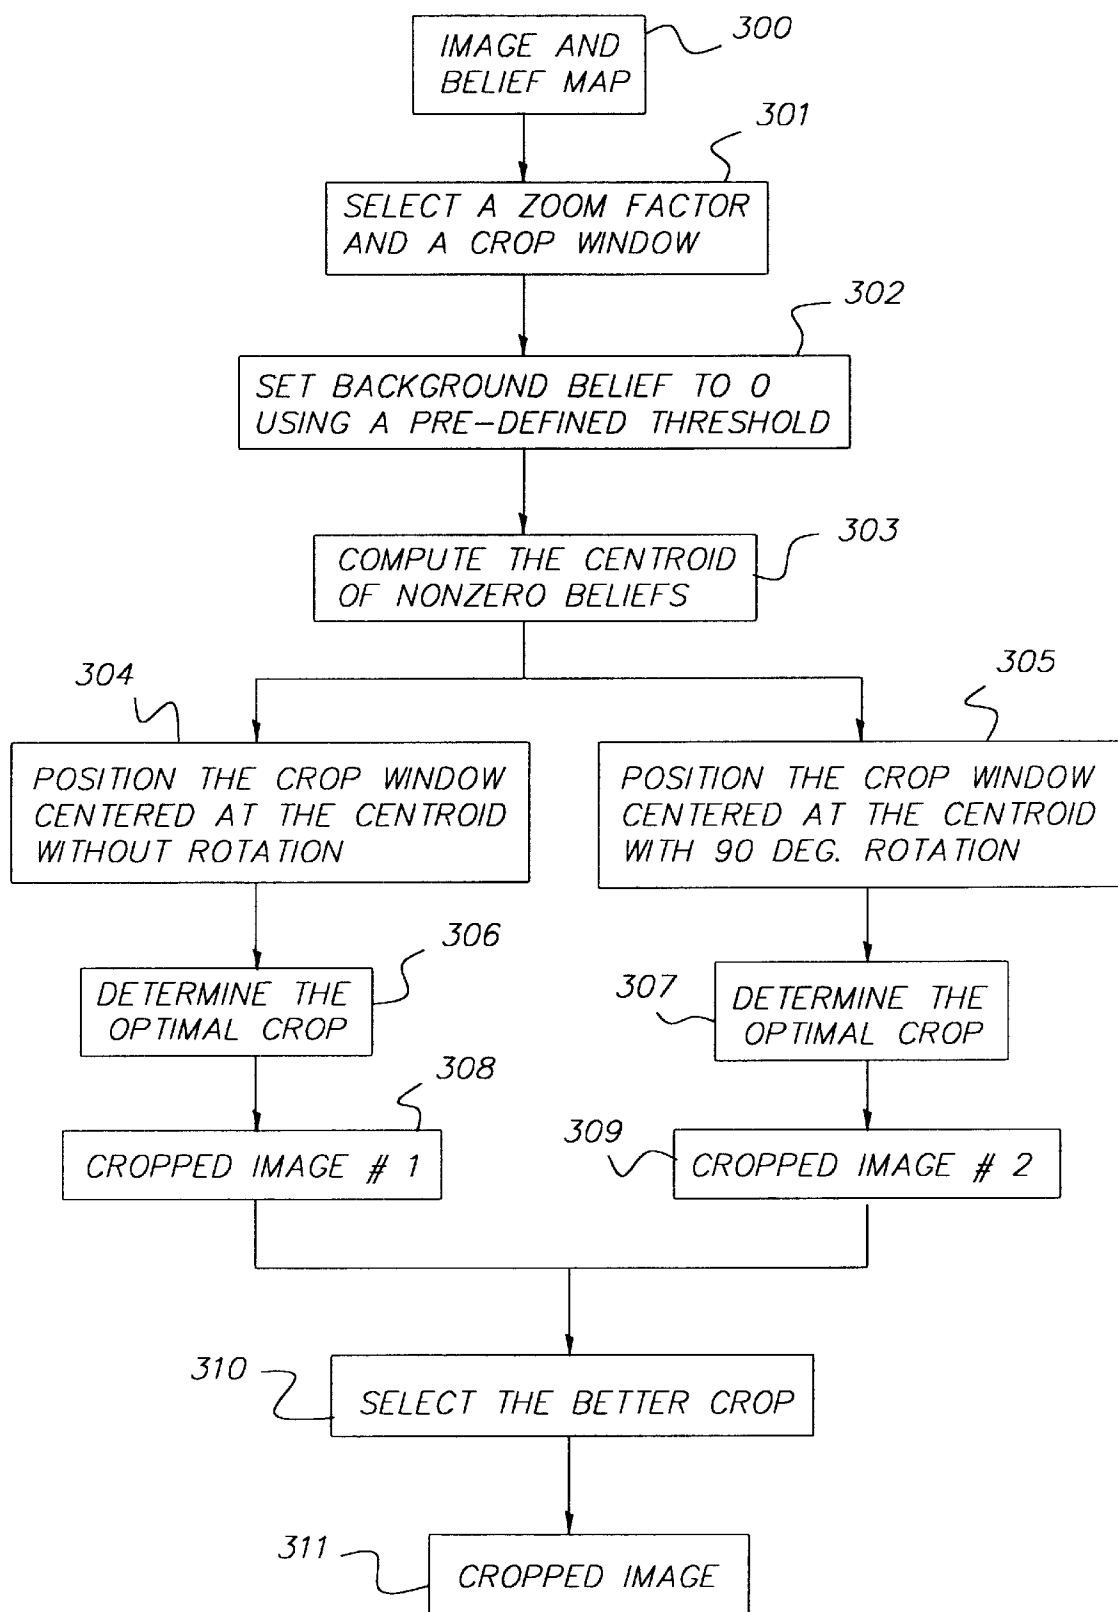 300
IMAGE AND
BELIEF MAP
301
SELECT A ZOOM FACTOR
AND A CROP WINDOW
302
SET BACKGROUND BELIEF TO 0
USING A PRE-DEFINED THRESHOLD
303
COMPUTE THE CENTROID
OF NONZERO BELIEFS
304
POSITION THE CROP WINDOW
CENTERED AT THE CENTROID
WITHOUT ROTATION
305
POSITION THE CROP WINDOW
CENTERED AT THE CENTROID
WITH 90 DEG. ROTATION
306
DETERMINE THE
OPTIMAL CROP
307
DETERMINE THE
OPTIMAL CROP
308
CROPPED IMAGE # 1
309
CROPPED IMAGE # 2
310
SELECT THE BETTER CROP
311
CROPPED IMAGE